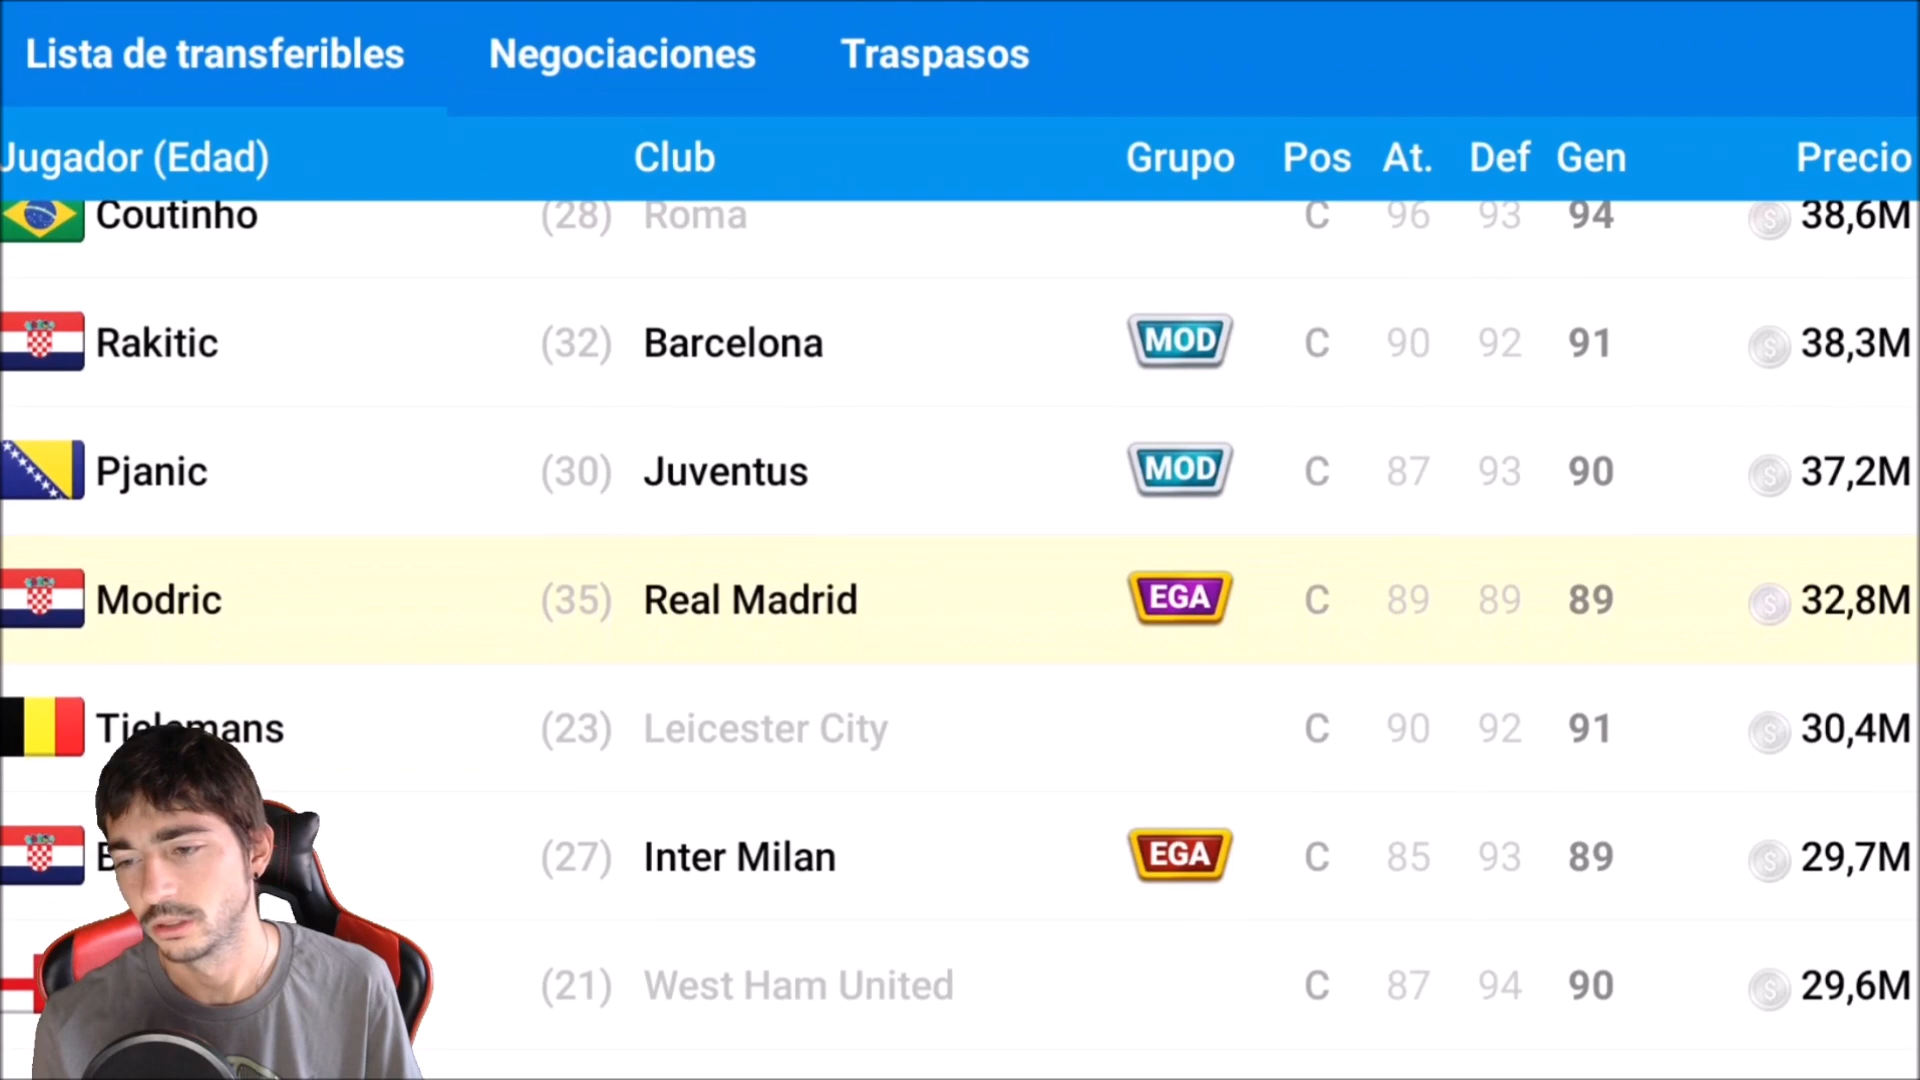 Lista de transferibles Negociaciones Traspasos
Jugador (Edad) Club Grupo Pos At. Def Gen Precio
Coutinho (28) Roma C 96 93 94 38,6M
Rakitic (32) Barcelona MOD C 90 92 91 38,3M
Pjanic (30) Juventus MOD C 87 93 90 37,2M
Modric (35) Real Madrid EGA C 89 89 89 32,8M
Tielemans (23) Leicester City C 90 92 91 30,4M
(27) Inter Milan EGA C 85 93 89 29,7M
(21) West Ham United C 87 94 90 29,6M